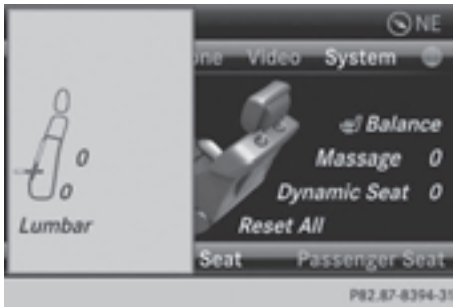 NE
one Video System
Balance
0
Massage 0
0
Dynamic Seat 0
Lumbar
Reset All
Seat Passenger Seat
P82.87-8394-31